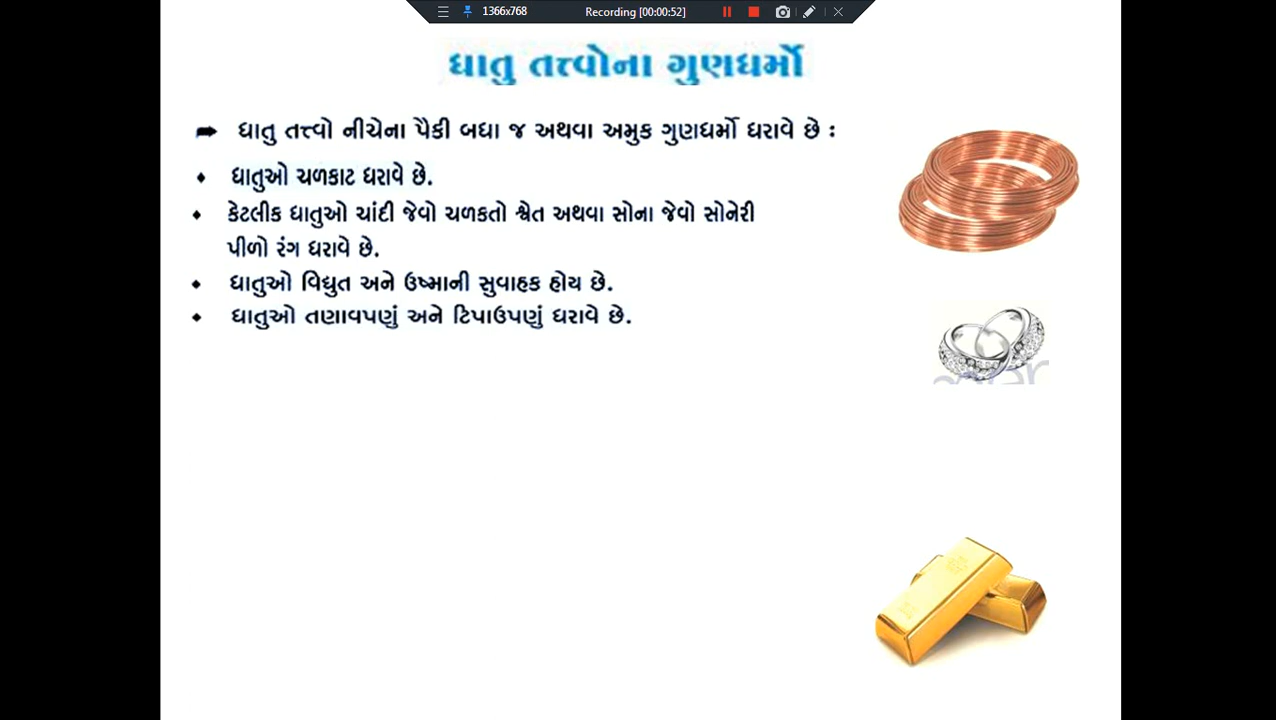 1366x768
Recording [00:00:52]
ધાતુ તત્ત્વોના ગુણધર્મો
➡ ધાતુ તત્ત્વો નીચેના પૈકી બધા જ અથવા અમુક ગુણધર્મો ધરાવે છે :
♦ ધાતુઓ ચળકાટ ધરાવે છે.
♦ કેટલીક ધાતુઓ ચાંદી જેવો ચળકતો શ્વેત અથવા સોના જેવો સોનેરી
પીળો રંગ ધરાવે છે.
♦ ધાતુઓ વિદ્યુત અને ઉષ્માની સુવાહક હોય છે.
♦ ધાતુઓ તણાવપણું અને ટિપાઉપણું ધરાવે છે.